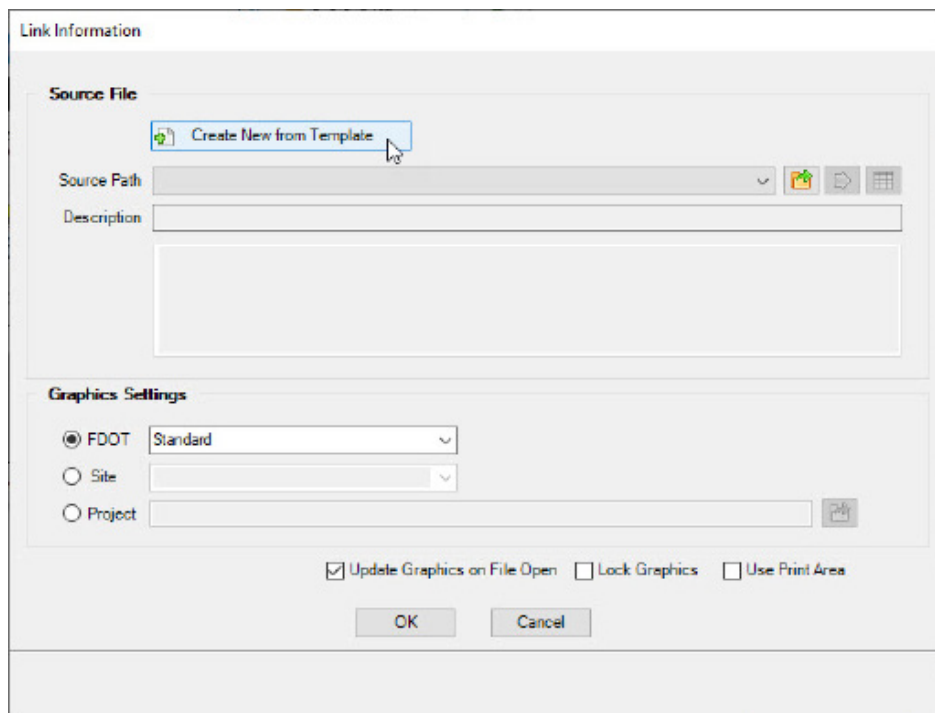 Link Information
Source File
Create New from Template
Source Path
Description
Graphics Settings
FDOT Standard
Site
Project
Update Graphics on File Open Lock Graphics Use Print Area
OK Cancel